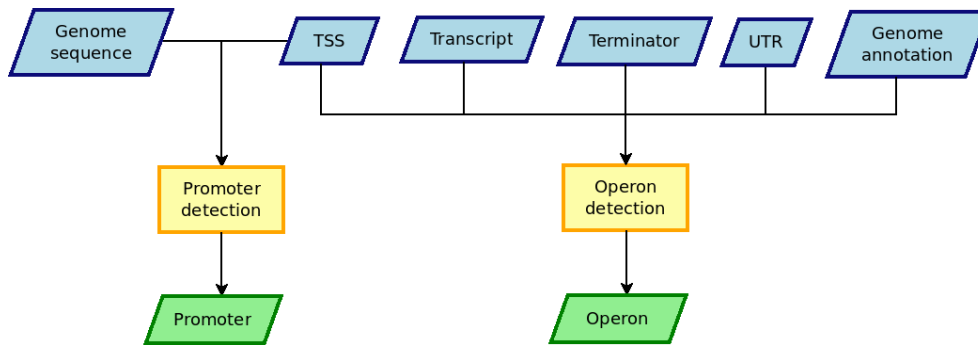 Genome
sequence
TSS
Transcript
Terminator
UTR
Genome
annotation
Promoter
detection
Operon
detection
Promoter
Operon